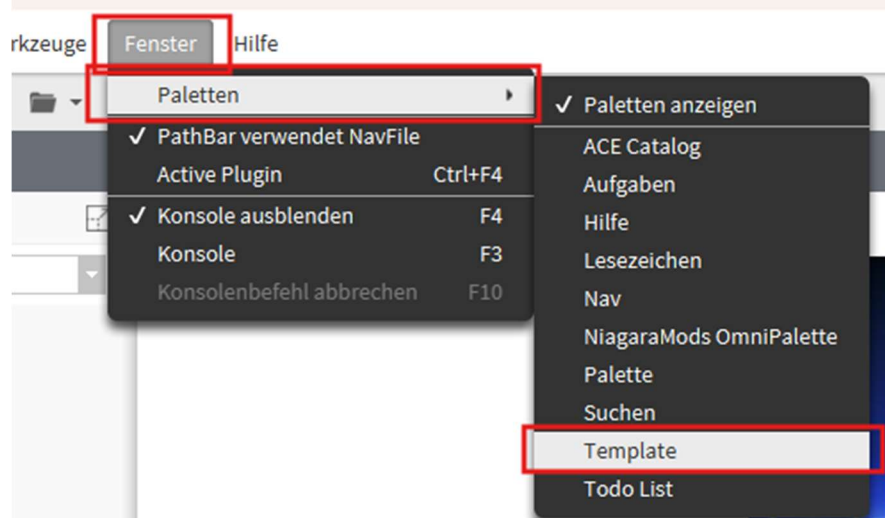 rkzeuge Fenster Hilfe
Paletten
✓ PathBar verwendet NavFile
Active Plugin Ctrl+F4
✓ Konsole ausblenden F4
Konsole F3
Konsolenbefehl abbrechen F10
✓ Paletten anzeigen
ACE Catalog
Aufgaben
Hilfe
Lesezeichen
Nav
NiagaraMods OmniPalette
Palette
Suchen
Template
Todo List